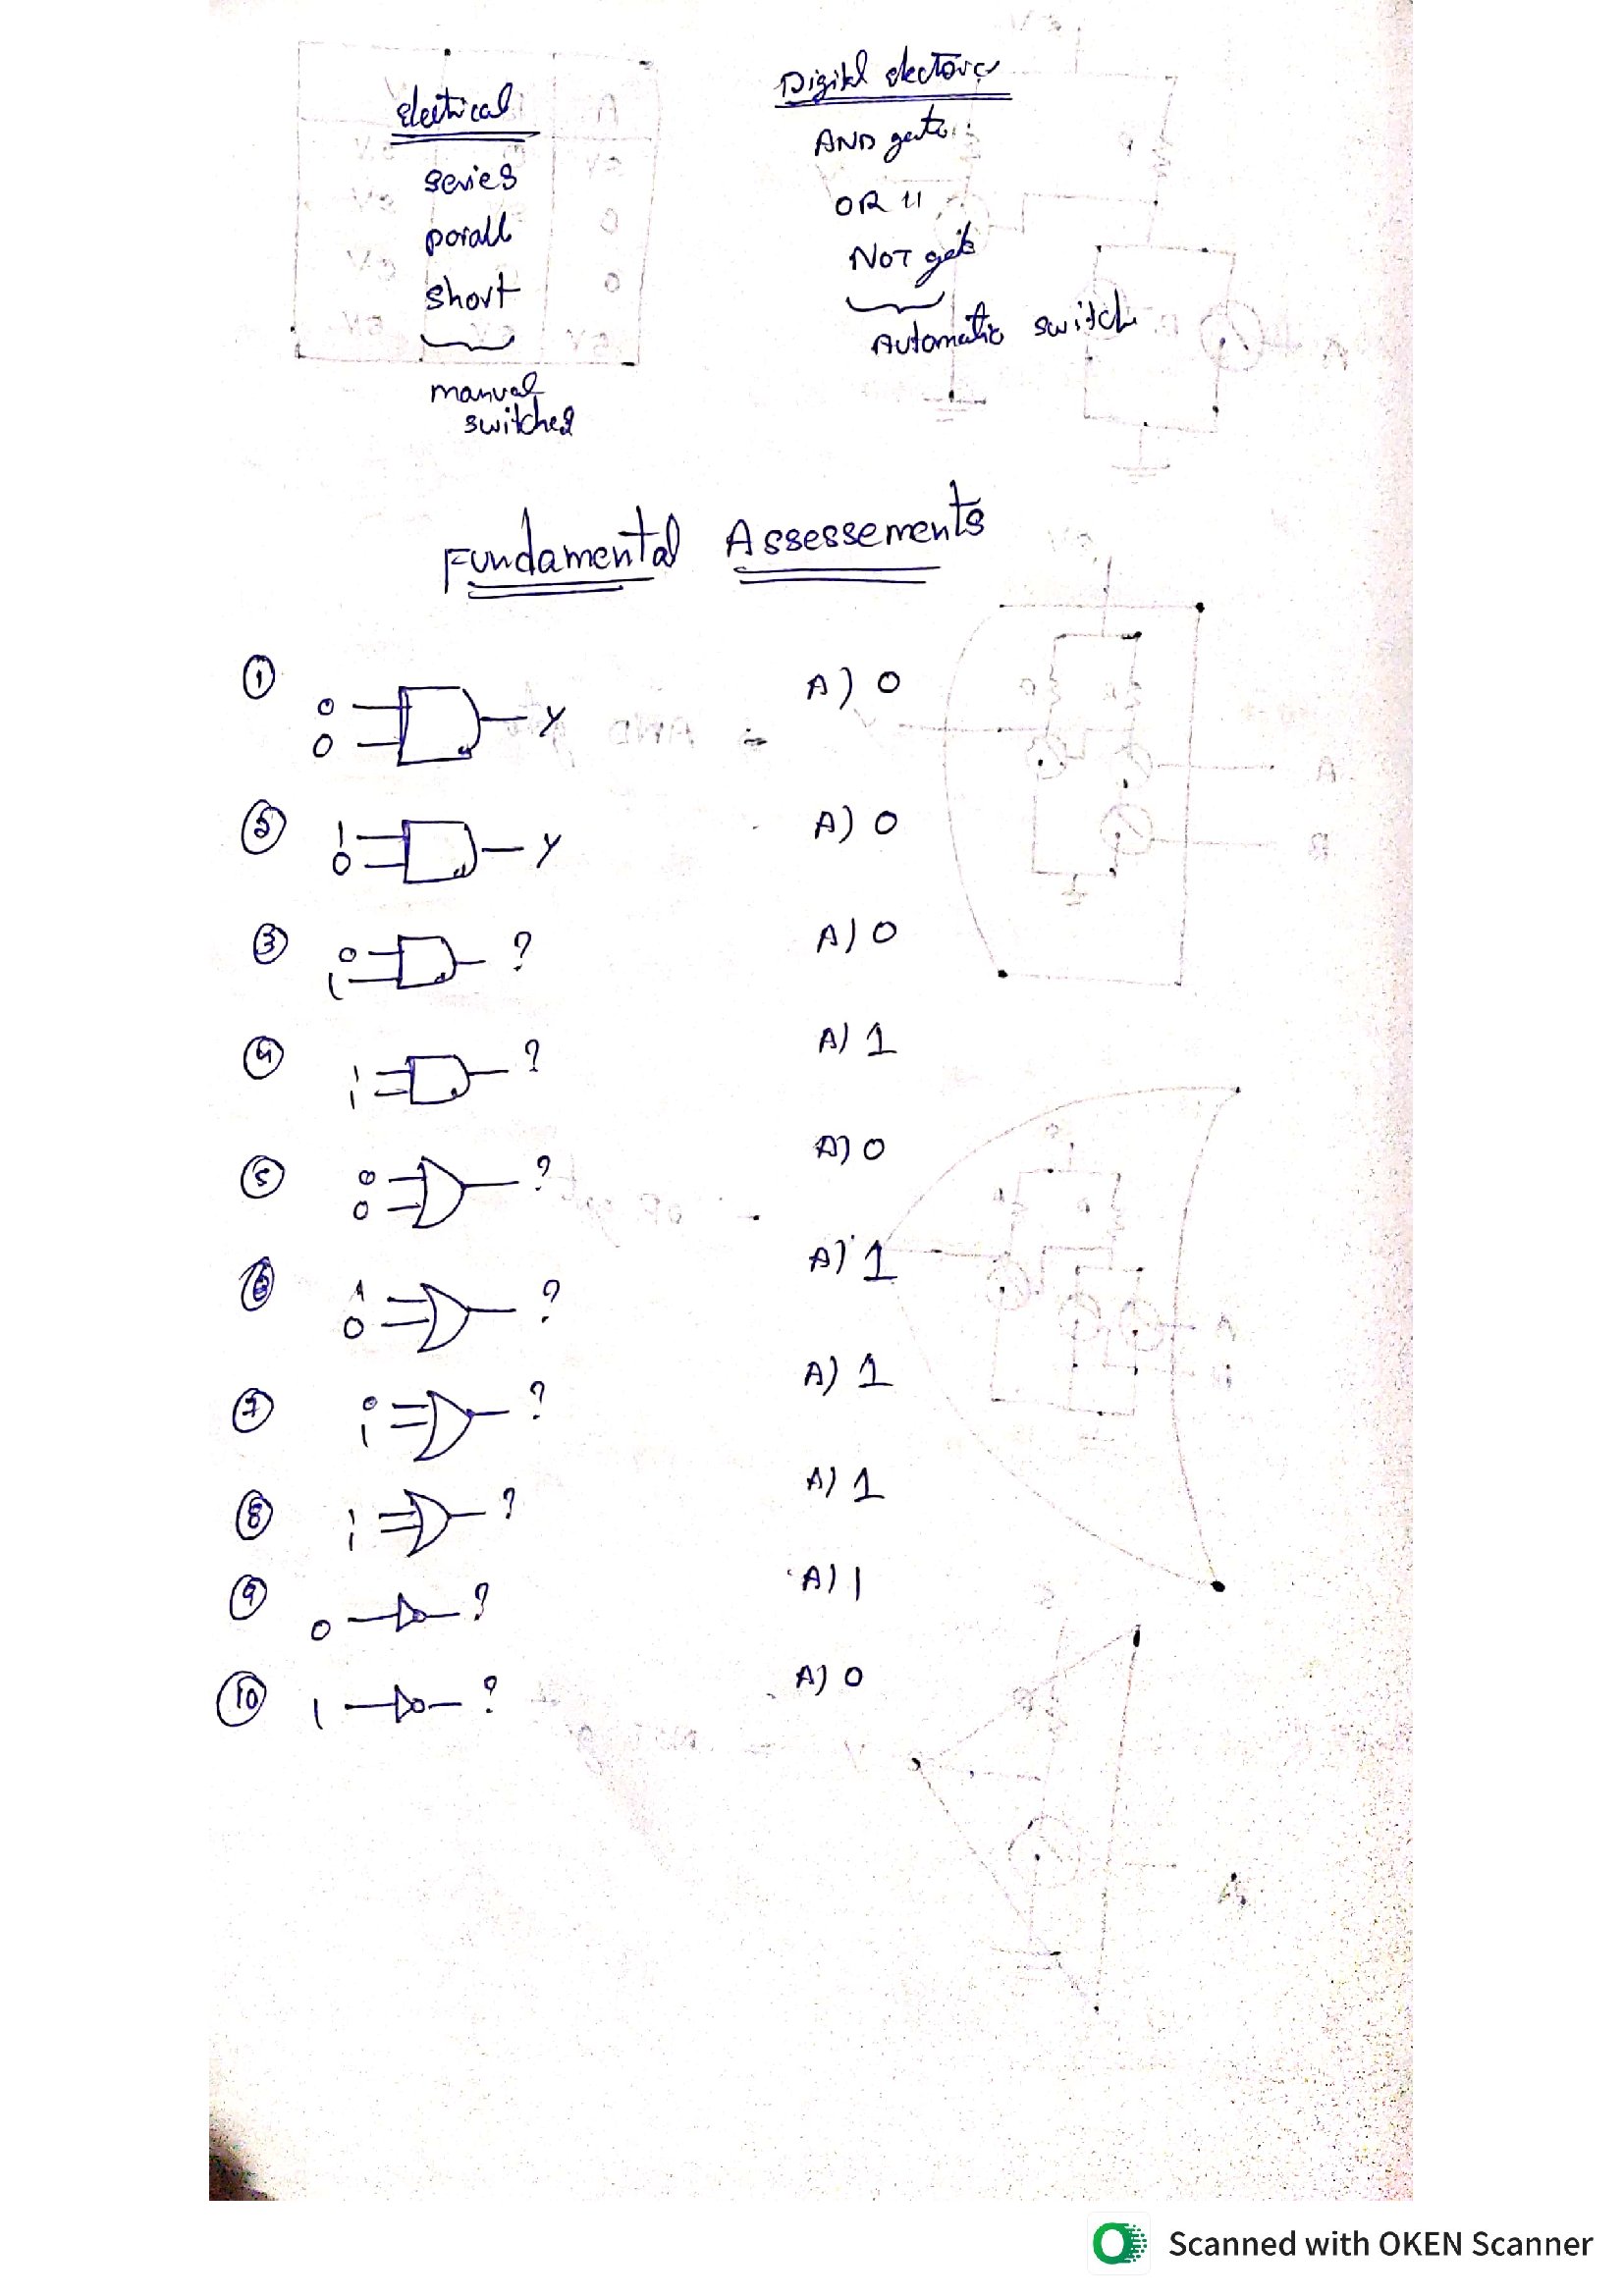 Electrical
series
porall
short
manual
switches
Digital electronics
AND gate
OR 11
NOT gate
Automatic switch
Fundamental Assessements
① 0 0 Y A) 0
② 1 0 Y A) 0
③ 0 1 ? A) 0
④ 1 1 ? A) 1
⑤ 0 0 ? A) 0
⑥ 1 0 ? A) 1
⑦ 0 1 ? A) 1
⑧ 1 1 ? A) 1
⑨ 0 ? A) 1
⑩ 1 ? A) 0
Scanned with OKEN Scanner